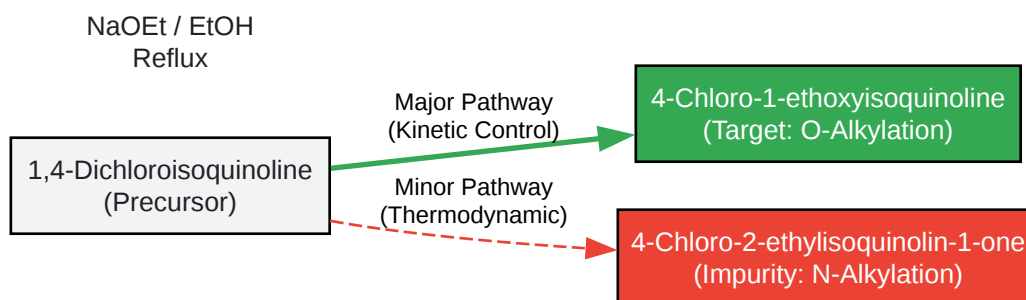 NaOEt / EtOH
Reflux
Major Pathway
(Kinetic Control)
4-Chloro-1-ethoxyisoquinoline
(Target: O-Alkylation)
1,4-Dichloroisoquinoline
(Precursor)
Minor Pathway
(Thermodynamic)
4-Chloro-2-ethylisoquinolin-1-one
(Impurity: N-Alkylation)